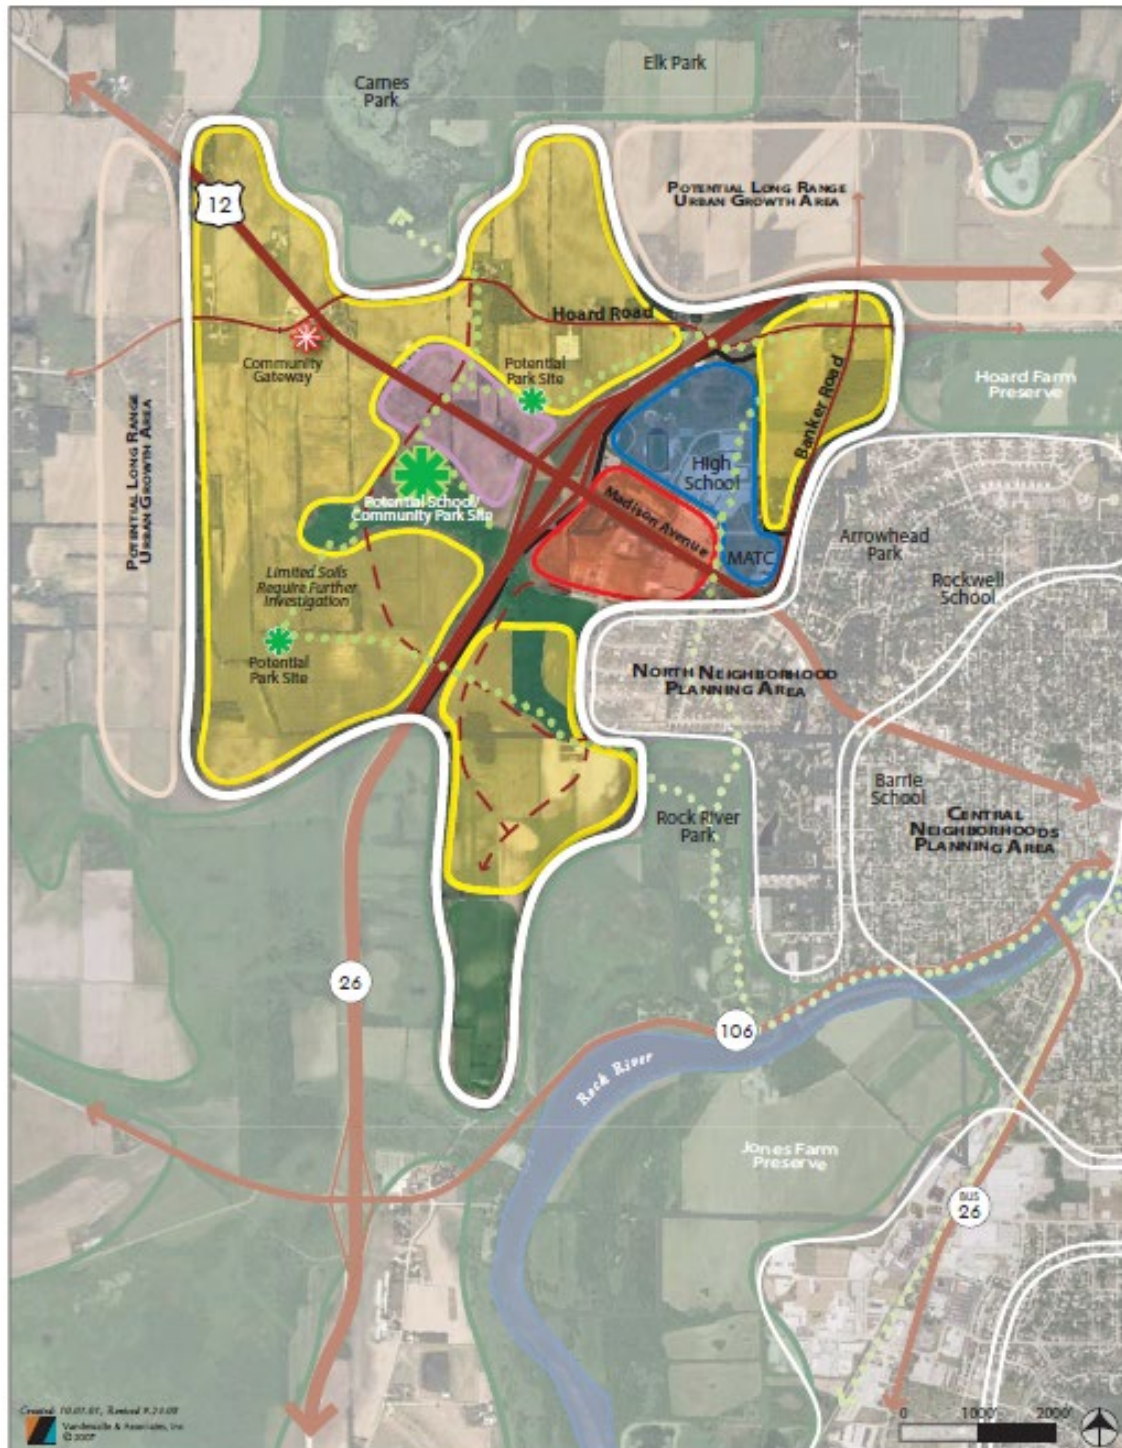 Carnes
Park
Elk Park
POTENTIAL LONG RANGE
URBAN GROWTH AREA
12
Hoard Road
Community
Gateway
Potential
Park Site
Banker Road
Hoard Farm
Preserve
POTENTIAL LONG RANGE
URBAN GROWTH AREA
High
School
Potential School/
Community Park Site
Madison Avenue
MATC
Arrowhead
Park
Rockwell
School
Limited Soils
Require Further
Investigation
Potential
Park Site
NORTH NEIGHBORHOOD
PLANNING AREA
Barrie
School
Rock River
Park
CENTRAL
NEIGHBORHOODS
PLANNING AREA
26
106
Rock River
Jones Farm
Preserve
BUS
26
Vandewalle & Associates, Inc.
© 2007
0 1000' 2000'